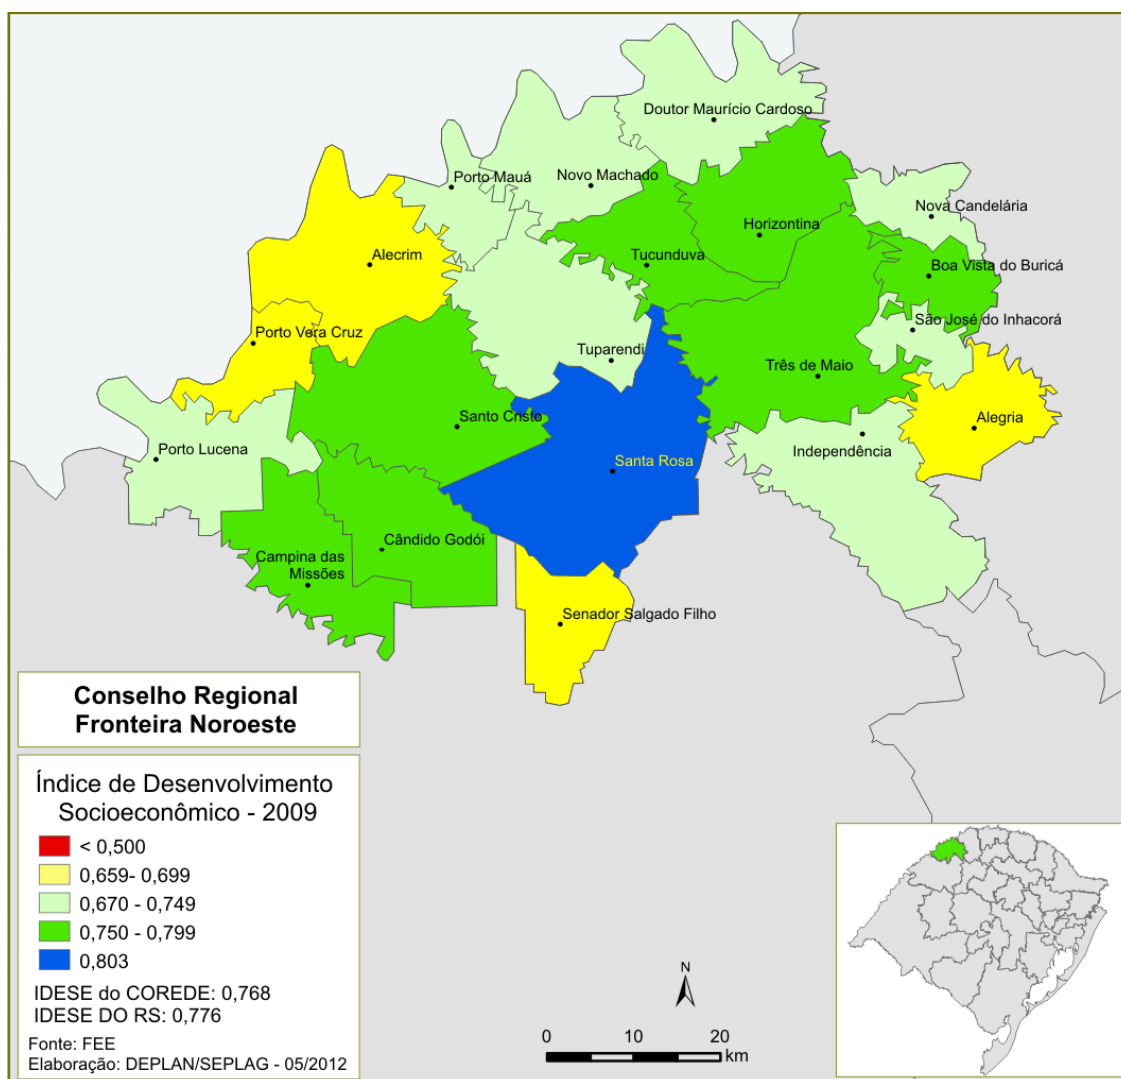 Doutor Maurício Cardoso
Porto Mauá
Novo Machado
Nova Candelária
Horizontina
Alecrim
Tucunduva
Boa Vista do Buricá
São José do Inhacorá
Porto Vera Cruz
Tuparendi
Três de Maio
Santo Cristo
Alegria
Porto Lucena
Independência
Santa Rosa
Cândido Godói
Campina das
Missões
Senador Salgado Filho
Conselho Regional
Fronteira Noroeste
Índice de Desenvolvimento
Socioeconômico - 2009
< 0,500
0,659- 0,699
0,670 - 0,749
0,750 - 0,799
0,803
IDESE do COREDE: 0,768
IDESE DO RS: 0,776
Fonte: FEE
Elaboração: DEPLAN/SEPLAG - 05/2012
N
0 10 20
km